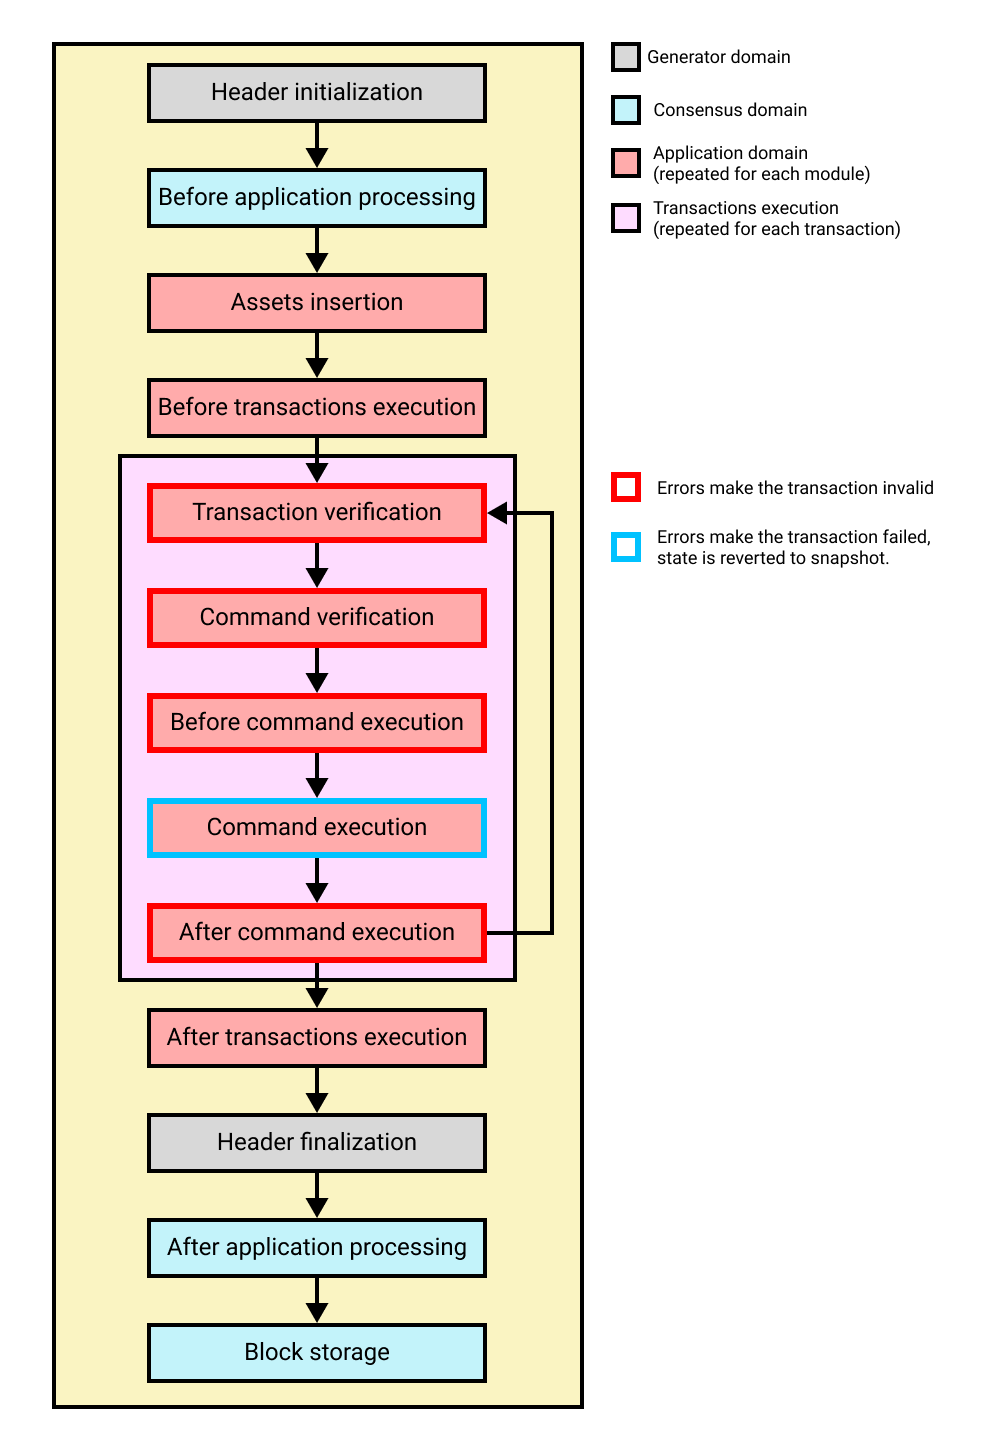 Header initialization
Before application processing
Assets insertion
Before transactions execution
Transaction verification
Command verification
Before command execution
Command execution
After command execution
After transactions execution
Header finalization
After application processing
Block storage
Generator domain
Consensus domain
Application domain
(repeated for each module)
Transactions execution
(repeated for each transaction)
Errors make the transaction invalid
Errors make the transaction failed,
state is reverted to snapshot.